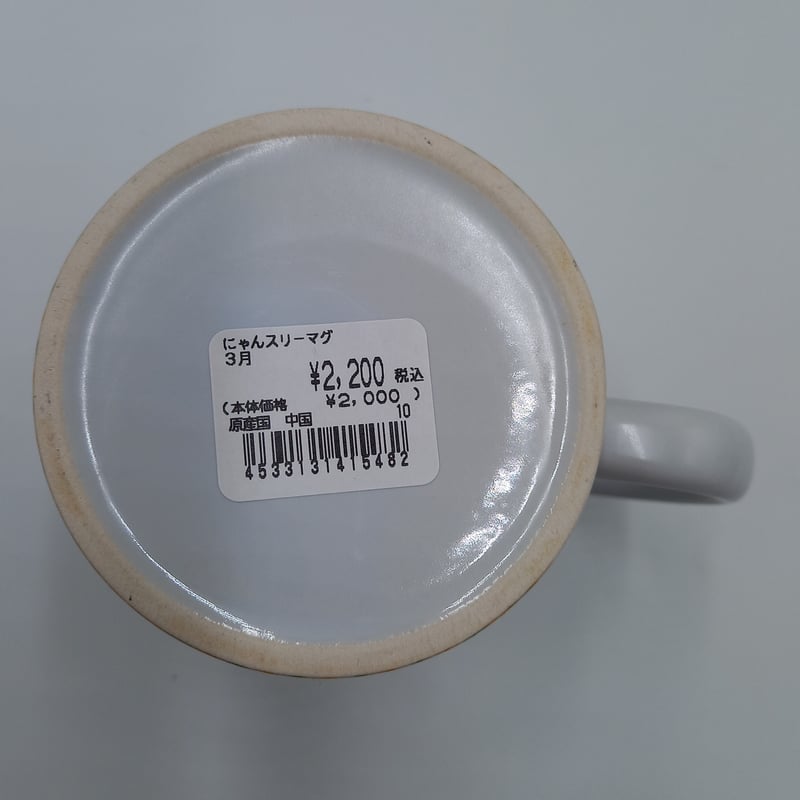 にゃんスリーマグ
3月
¥2,200 税込
(本体価格 ¥2,000 )
原産国 中国 10
4533131415482